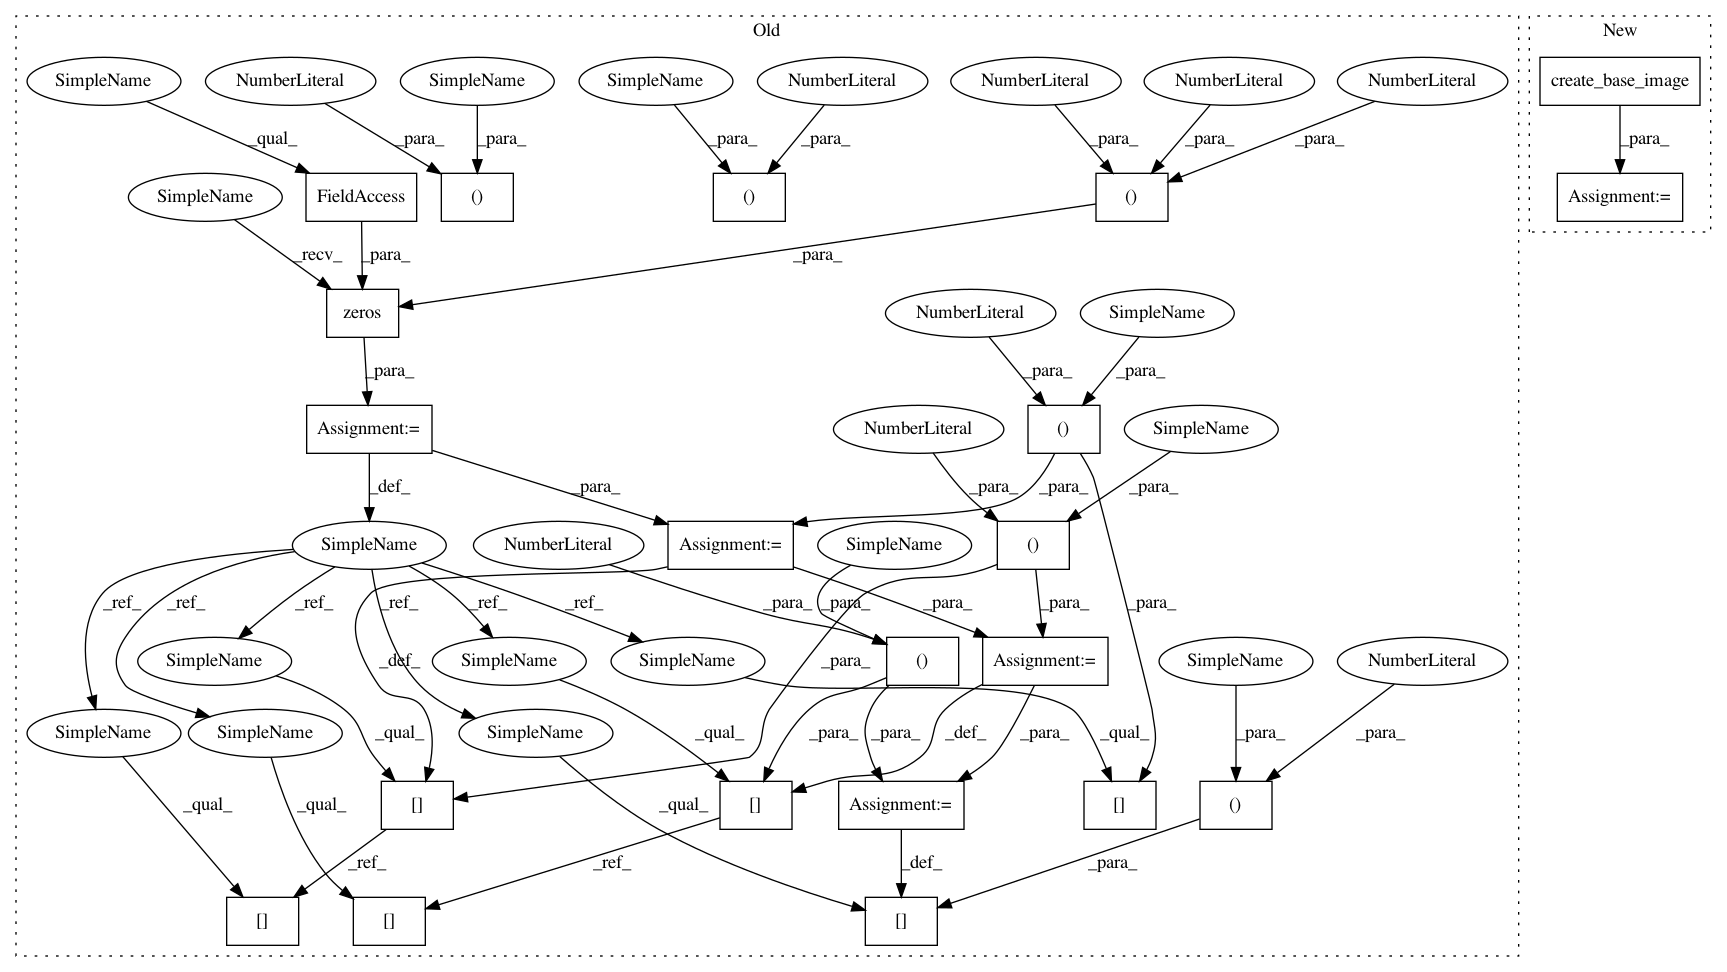 Old
New
SimpleName
NumberLiteral
SimpleName
SimpleName
NumberLiteral
NumberLiteral
NumberLiteral
NumberLiteral
create_base_image
_qual_
_para_
_para_
_para_
_para_
_para_
_para_
_para_
_para_
SimpleName
FieldAccess
()
()
()
Assignment:=
_recv_
_para_
_para_
zeros
NumberLiteral
SimpleName
_para_
_para_
_para_
Assignment:=
()
NumberLiteral
SimpleName
_def_
_para_
_para_
_para_
_para_
SimpleName
NumberLiteral
Assignment:=
SimpleName
()
_ref_
_ref_
_ref_
_ref_
_ref_
_ref_
_para_
_para_
_para_
_para_
_para_
SimpleName
SimpleName
SimpleName
_def_
_para_
()
Assignment:=
SimpleName
NumberLiteral
SimpleName
SimpleName
SimpleName
_qual_
_qual_
_para_
_para_
_def_
_para_
_qual_
_para_
_para_
_qual_
_qual_
[]
_qual_
[]
Assignment:=
[]
()
_ref_
_ref_
_def_
_para_
[]
[]
[]